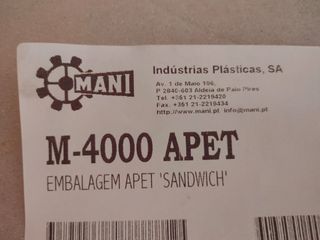 MANI
Indústrias Plásticas, SA
Av. 1 de Maio 106,
P 2840-603 Aldeia de Paio Pires
Tel. +351 21-2219420
Fax. +351 21-2219434
http://www.mani.pt info@mani.pt
M-4000 APET
EMBALAGEM APET 'SANDWICH'